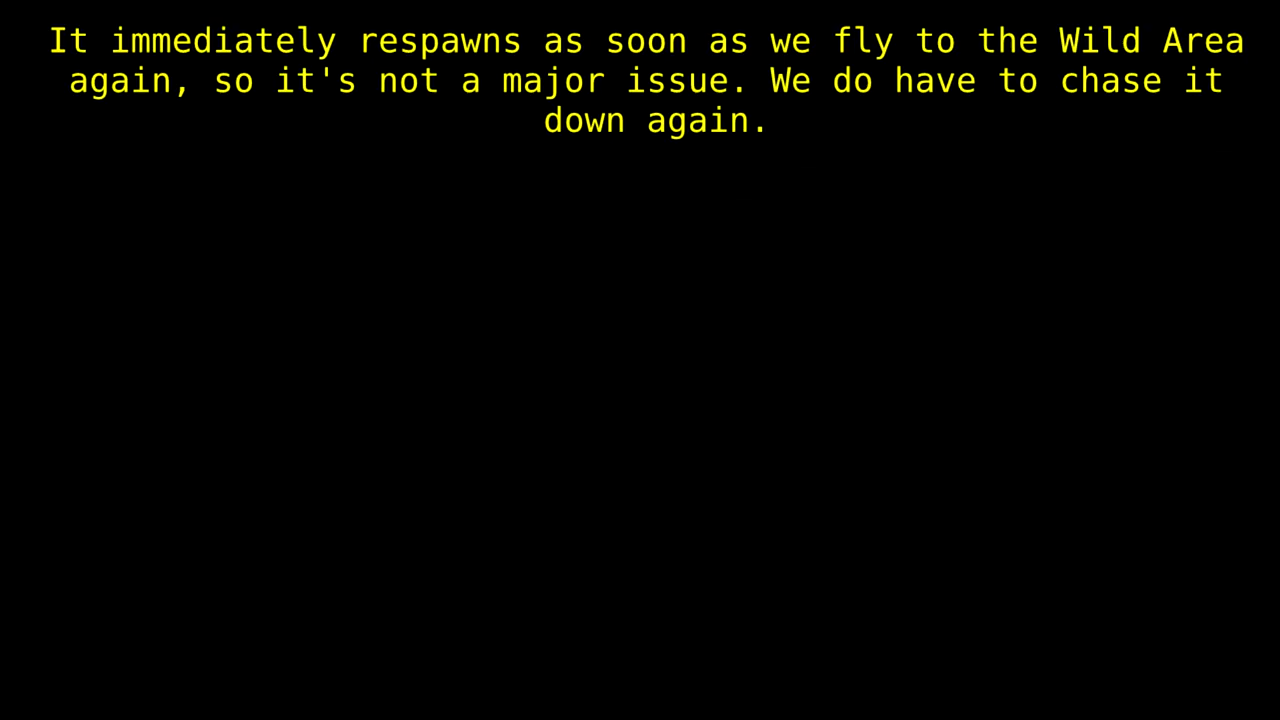 It immediately respawns as soon as we fly to the Wild Area
again, so it's not a major issue. We do have to chase it
down again.